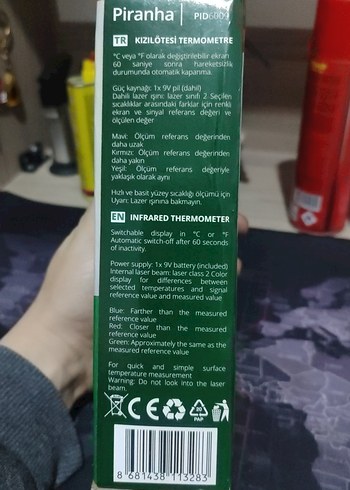 Piranha PID6009
TR KIZILÖTESİ TERMOMETRE
°C veya °F olarak değiştirilebilir ekran
60 saniye sonra hareketsizlik
durumunda otomatik kapanma.
Güç kaynağı: 1x 9V pil (dahil)
Dahili lazer ışını: lazer sınıfı 2 Seçilen
sıcaklıklar arasındaki farklar için renkli
ekran ve sinyal referans değeri ve
ölçülen değer
Mavi: Ölçüm referans değerinden
daha uzak
Kırmızı: Ölçüm referans değerinden
daha yakın
Yeşil: Ölçüm referans değeriyle
yaklaşık olarak aynı
Hızlı ve basit yüzey sıcaklığı ölçümü için
Uyarı: Lazer ışınına bakmayın.
EN INFRARED THERMOMETER
Switchable display in °C or °F
Automatic switch-off after 60 seconds
of inactivity.
Power supply: 1x 9V battery (included)
Internal laser beam: laser class 2 Color
display for differences between
selected temperatures and signal
reference value and measured value
Blue: Farther than the measured
reference value
Red: Closer than the measured
reference value
Green: Approximately the same as the
measured reference value
For quick and simple surface
temperature measurement
Warning: Do not look into the laser
beam.
CE 20
PAP
8 681438 113283